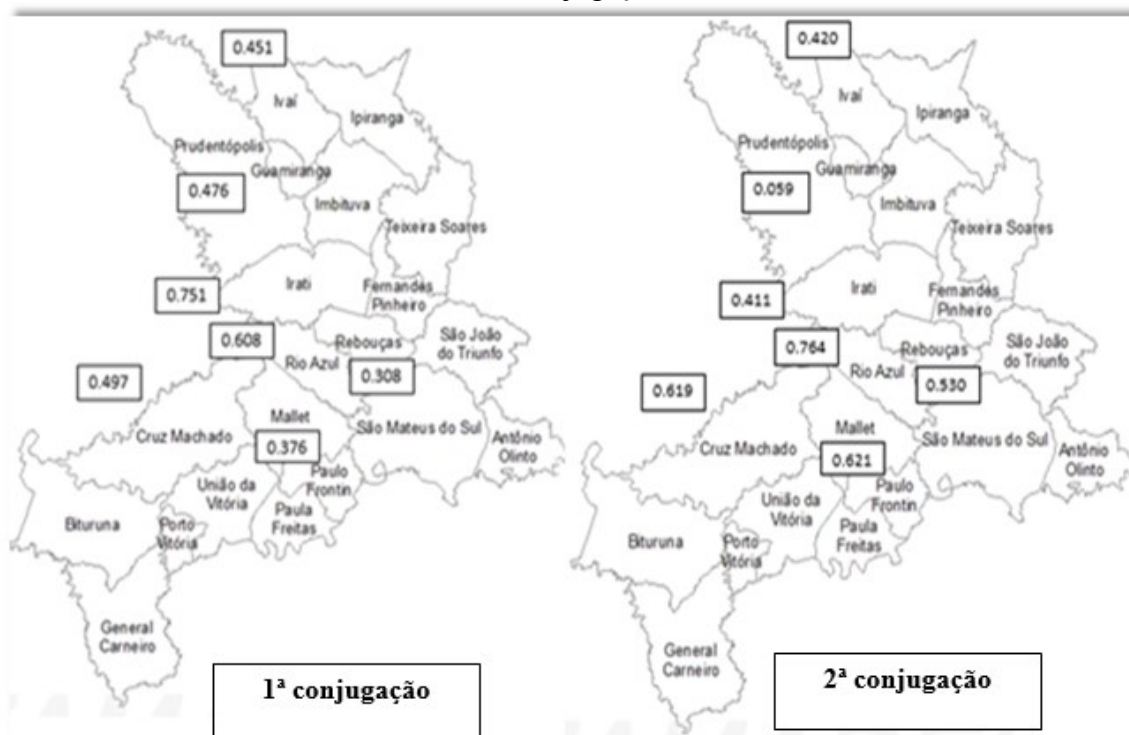 0.451
Ivaí
Ipiranga
Prudentópolis
Guamiranga
0.476
Imbituva
Teixeira Soares
0.751
Irati
Fernandes
Pinheiro
0.608
Rebouças
São João
do Triunfo
Rio Azul
0.308
0.497
Mallet
Cruz Machado
São Mateus do Sul
0.376
Antônio
Olinto
Paulo
Frontin
União da
Vitória
Paula
Freitas
Bituruna
Porto
Vitória
General
Carneiro
1ª conjugação
0.420
Ivaí
Ipiranga
Prudentópolis
Guamiranga
0.059
Imbituva
Teixeira Soares
0.411
Irati
Fernandes
Pinheiro
0.764
Rebouças
São João
do Triunfo
Rio Azul
0.530
0.619
Mallet
Cruz Machado
São Mateus do Sul
0.621
Antônio
Olinto
Paulo
Frontin
União da
Vitória
Paula
Freitas
Bituruna
Porto
Vitória
General
Carneiro
2ª conjugação